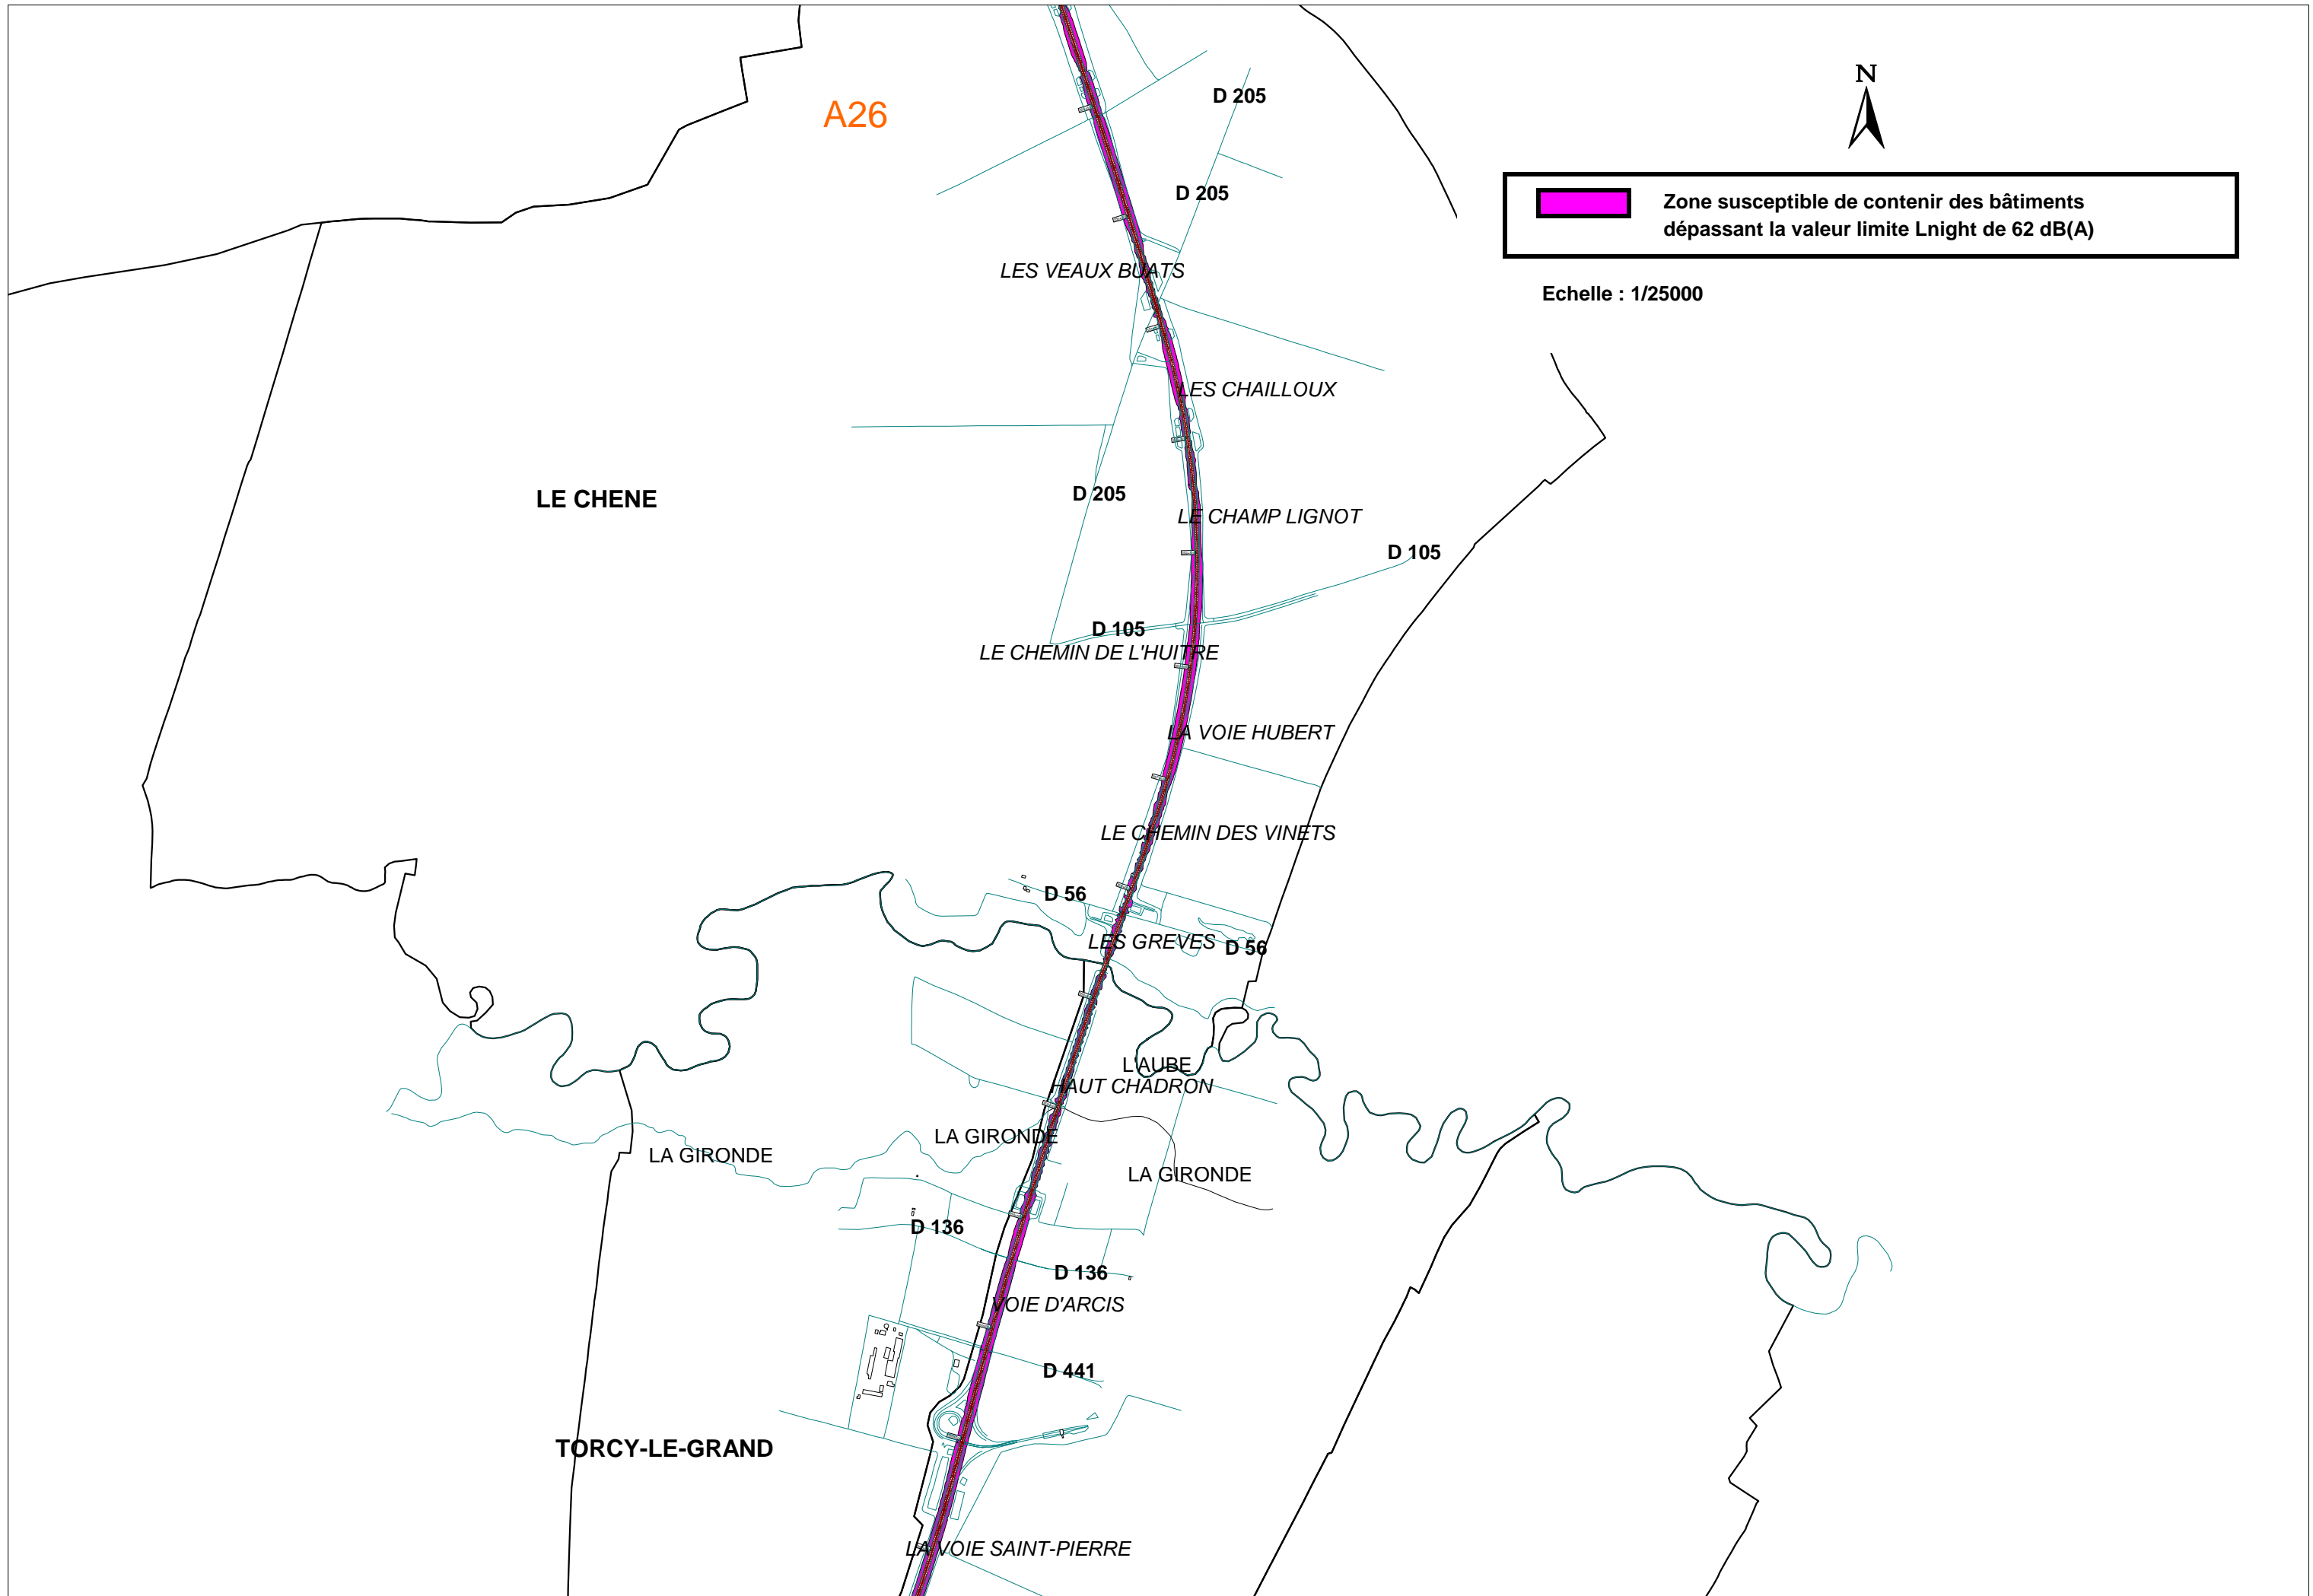 N
D 205
A26
D 205
Zone susceptible de contenir des bâtiments
dépassant la valeur limite Lnight de 62 dB(A)
LES VEAUX BUATS
Echelle : 1/25000
LES CHAILLOUX
D 205
LE CHENE
LE CHAMP LIGNOT
D 105
D 105
LE CHEMIN DE L'HUITRE
LA VOIE HUBERT
LE CHEMIN DES VINETS
D 56
LES GREVES
D 56
L'AUBE
HAUT CHADRON
LA GIRONDE
LA GIRONDE
LA GIRONDE
D 136
D 136
VOIE D'ARCIS
D 441
TORCY-LE-GRAND
LA VOIE SAINT-PIERRE